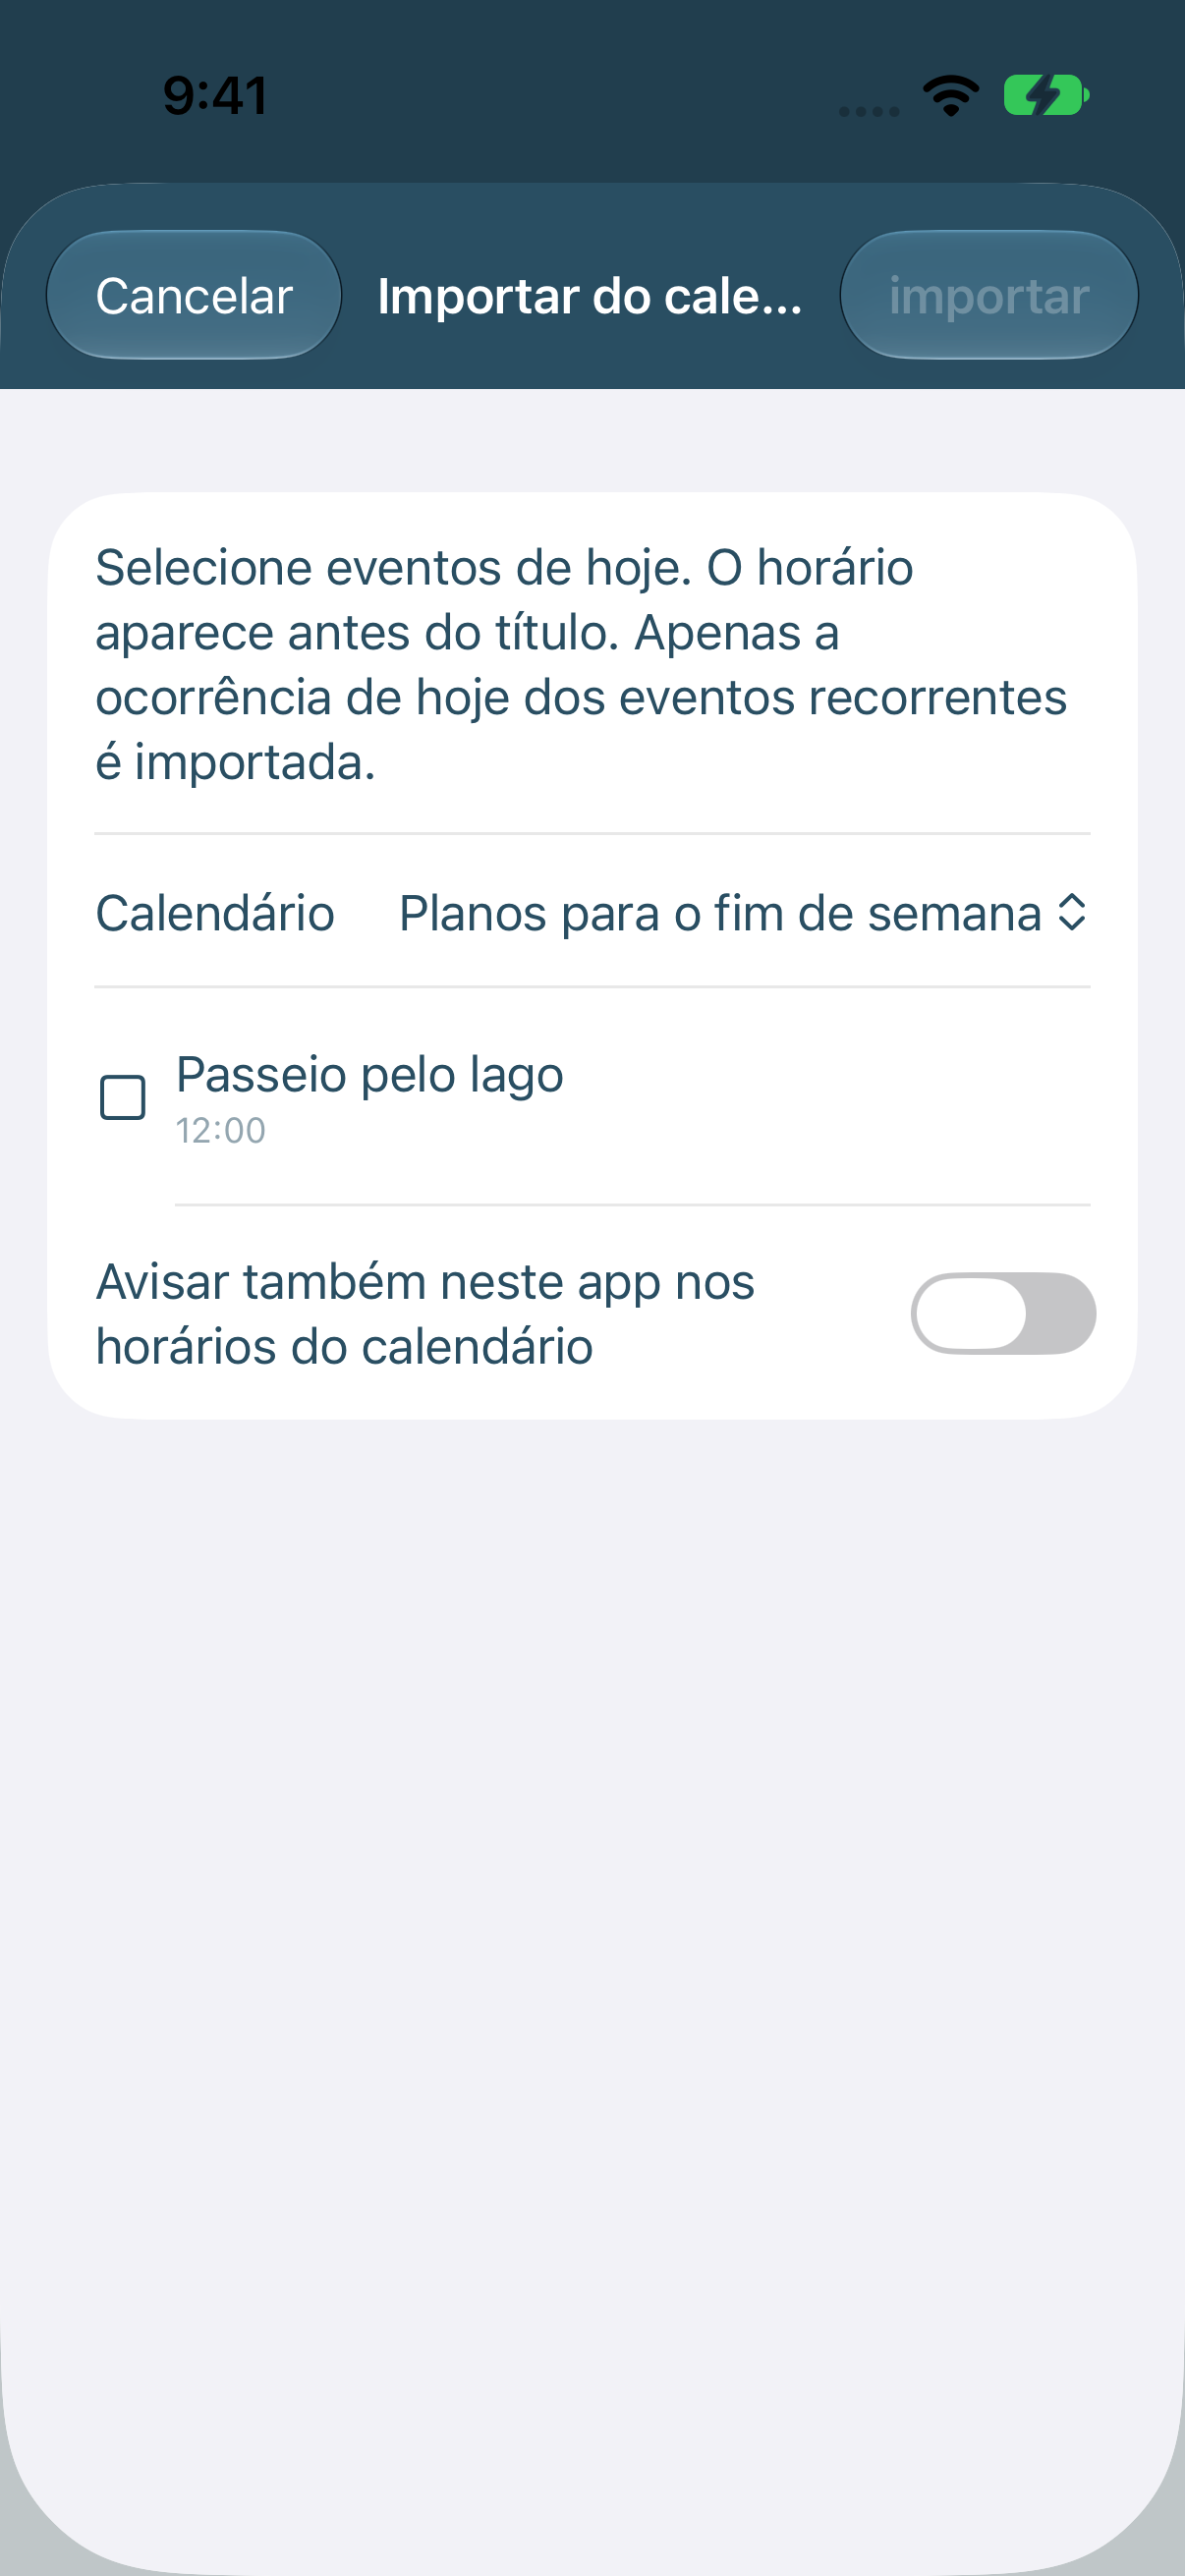 9:41
Cancelar
Importar do cale...
importar
Selecione eventos de hoje. O horário
aparece antes do título. Apenas a
ocorrência de hoje dos eventos recorrentes
é importada.
Calendário
Planos para o fim de semana
Passeio pelo lago
12:00
Avisar também neste app nos
horários do calendário